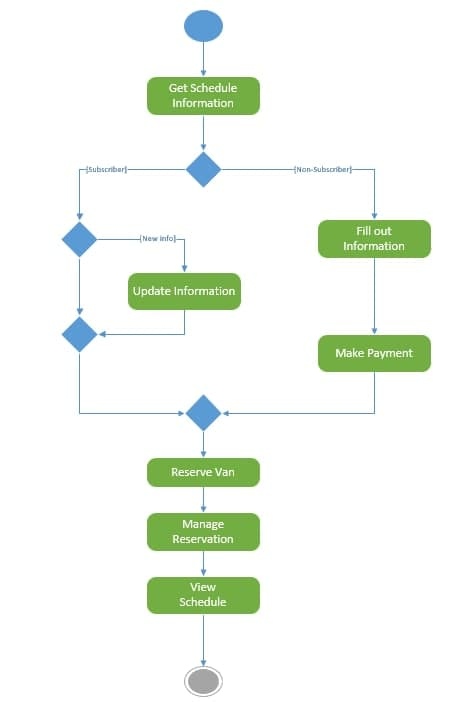 Get Schedule
Information
[Subscriber]
[Non-Subscriber]
[New Info]
Fill out
Information
Update Information
Make Payment
Reserve Van
Manage
Reservation
View
Schedule